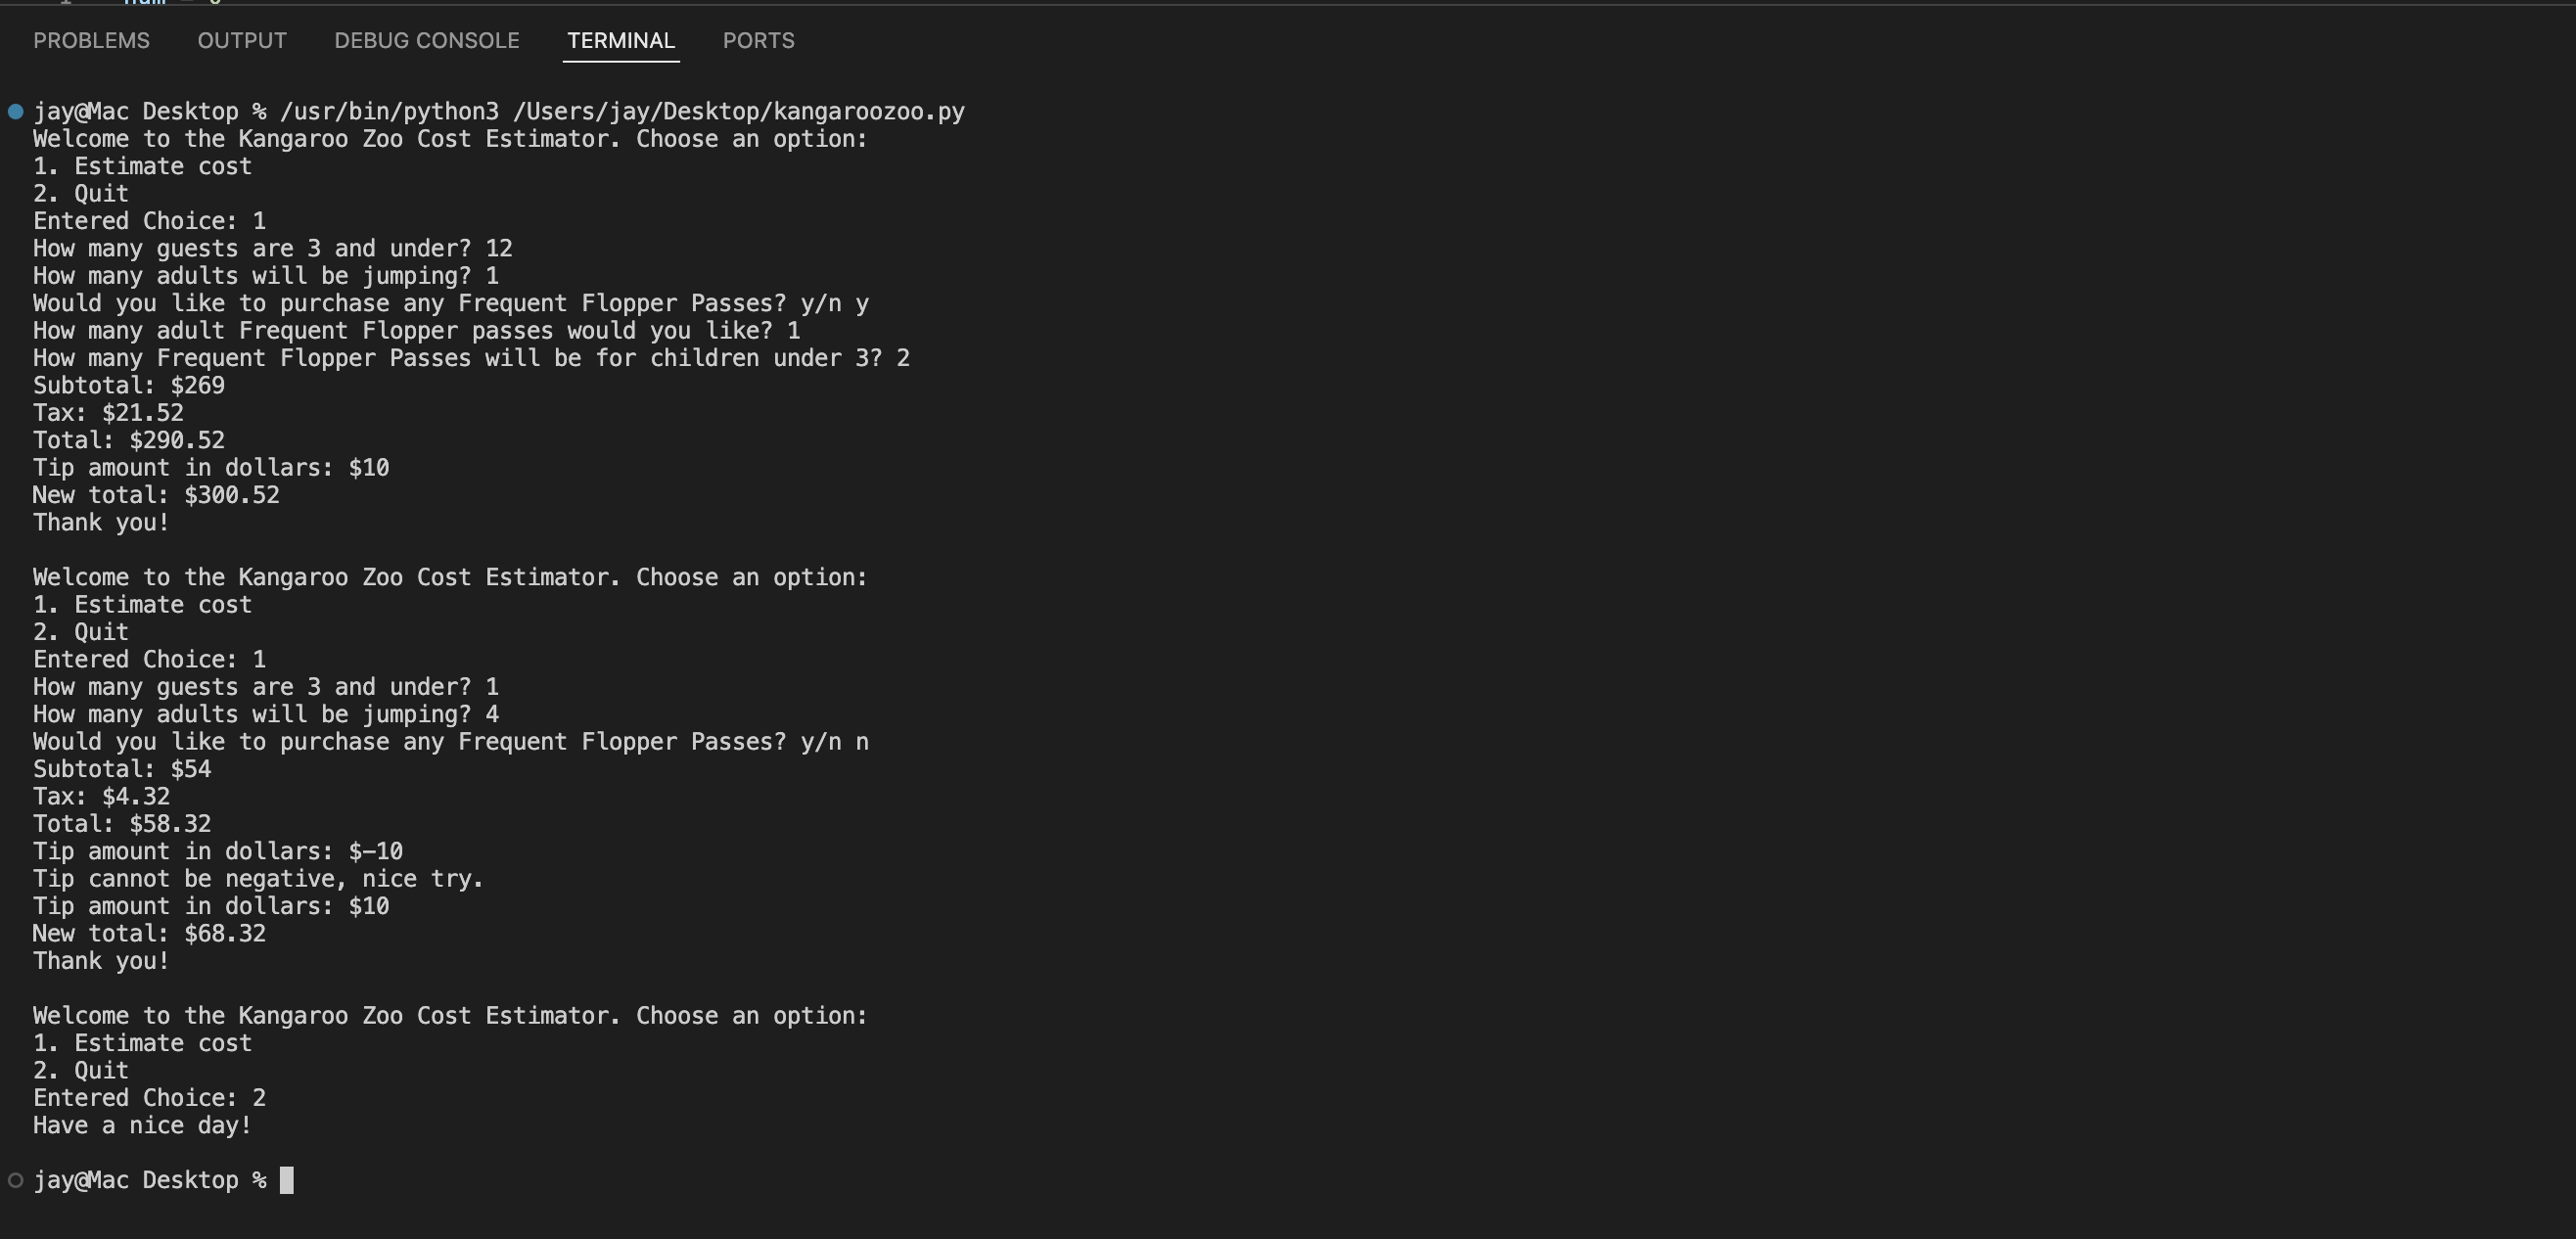 PROBLEMS OUTPUT DEBUG CONSOLE TERMINAL PORTS
jay@Mac Desktop % /usr/bin/python3 /Users/jay/Desktop/kangaroozoo.py
Welcome to the Kangaroo Zoo Cost Estimator. Choose an option:
1. Estimate cost
2. Quit
Entered Choice: 1
How many guests are 3 and under? 12
How many adults will be jumping? 1
Would you like to purchase any Frequent Flopper Passes? y/n y
How many adult Frequent Flopper passes would you like? 1
How many Frequent Flopper Passes will be for children under 3? 2
Subtotal: $269
Tax: $21.52
Total: $290.52
Tip amount in dollars: $10
New total: $300.52
Thank you!
Welcome to the Kangaroo Zoo Cost Estimator. Choose an option:
1. Estimate cost
2. Quit
Entered Choice: 1
How many guests are 3 and under? 1
How many adults will be jumping? 4
Would you like to purchase any Frequent Flopper Passes? y/n n
Subtotal: $54
Tax: $4.32
Total: $58.32
Tip amount in dollars: $-10
Tip cannot be negative, nice try.
Tip amount in dollars: $10
New total: $68.32
Thank you!
Welcome to the Kangaroo Zoo Cost Estimator. Choose an option:
1. Estimate cost
2. Quit
Entered Choice: 2
Have a nice day!
jay@Mac Desktop %